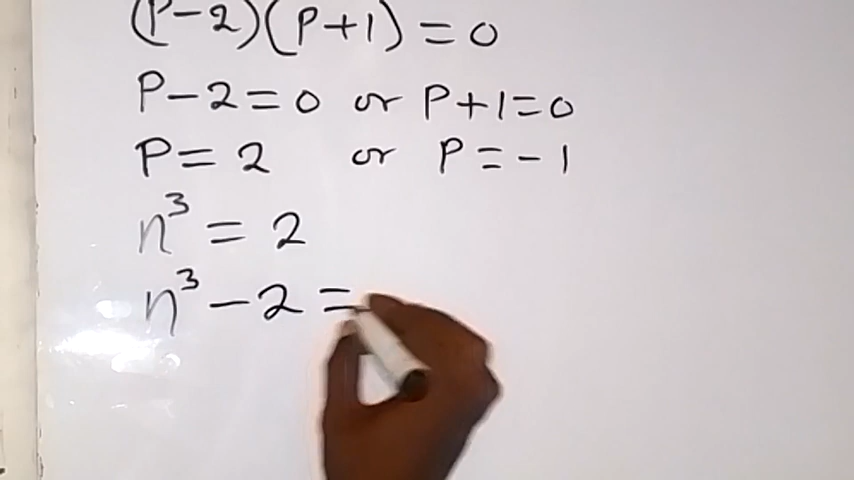 (P-2)(P+1) = 0
P-2=0 or P+1=0
P= 2 or P=-1
n³ = 2
n³ - 2 =